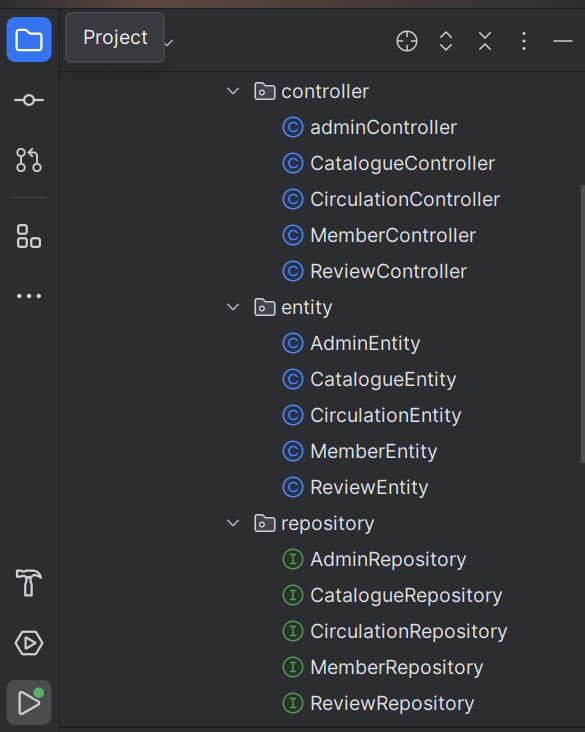 Project
controller
C adminController
C CatalogueController
C CirculationController
C MemberController
C ReviewController
entity
C AdminEntity
C CatalogueEntity
C CirculationEntity
C MemberEntity
C ReviewEntity
repository
I AdminRepository
I CatalogueRepository
I CirculationRepository
I MemberRepository
I ReviewRepository